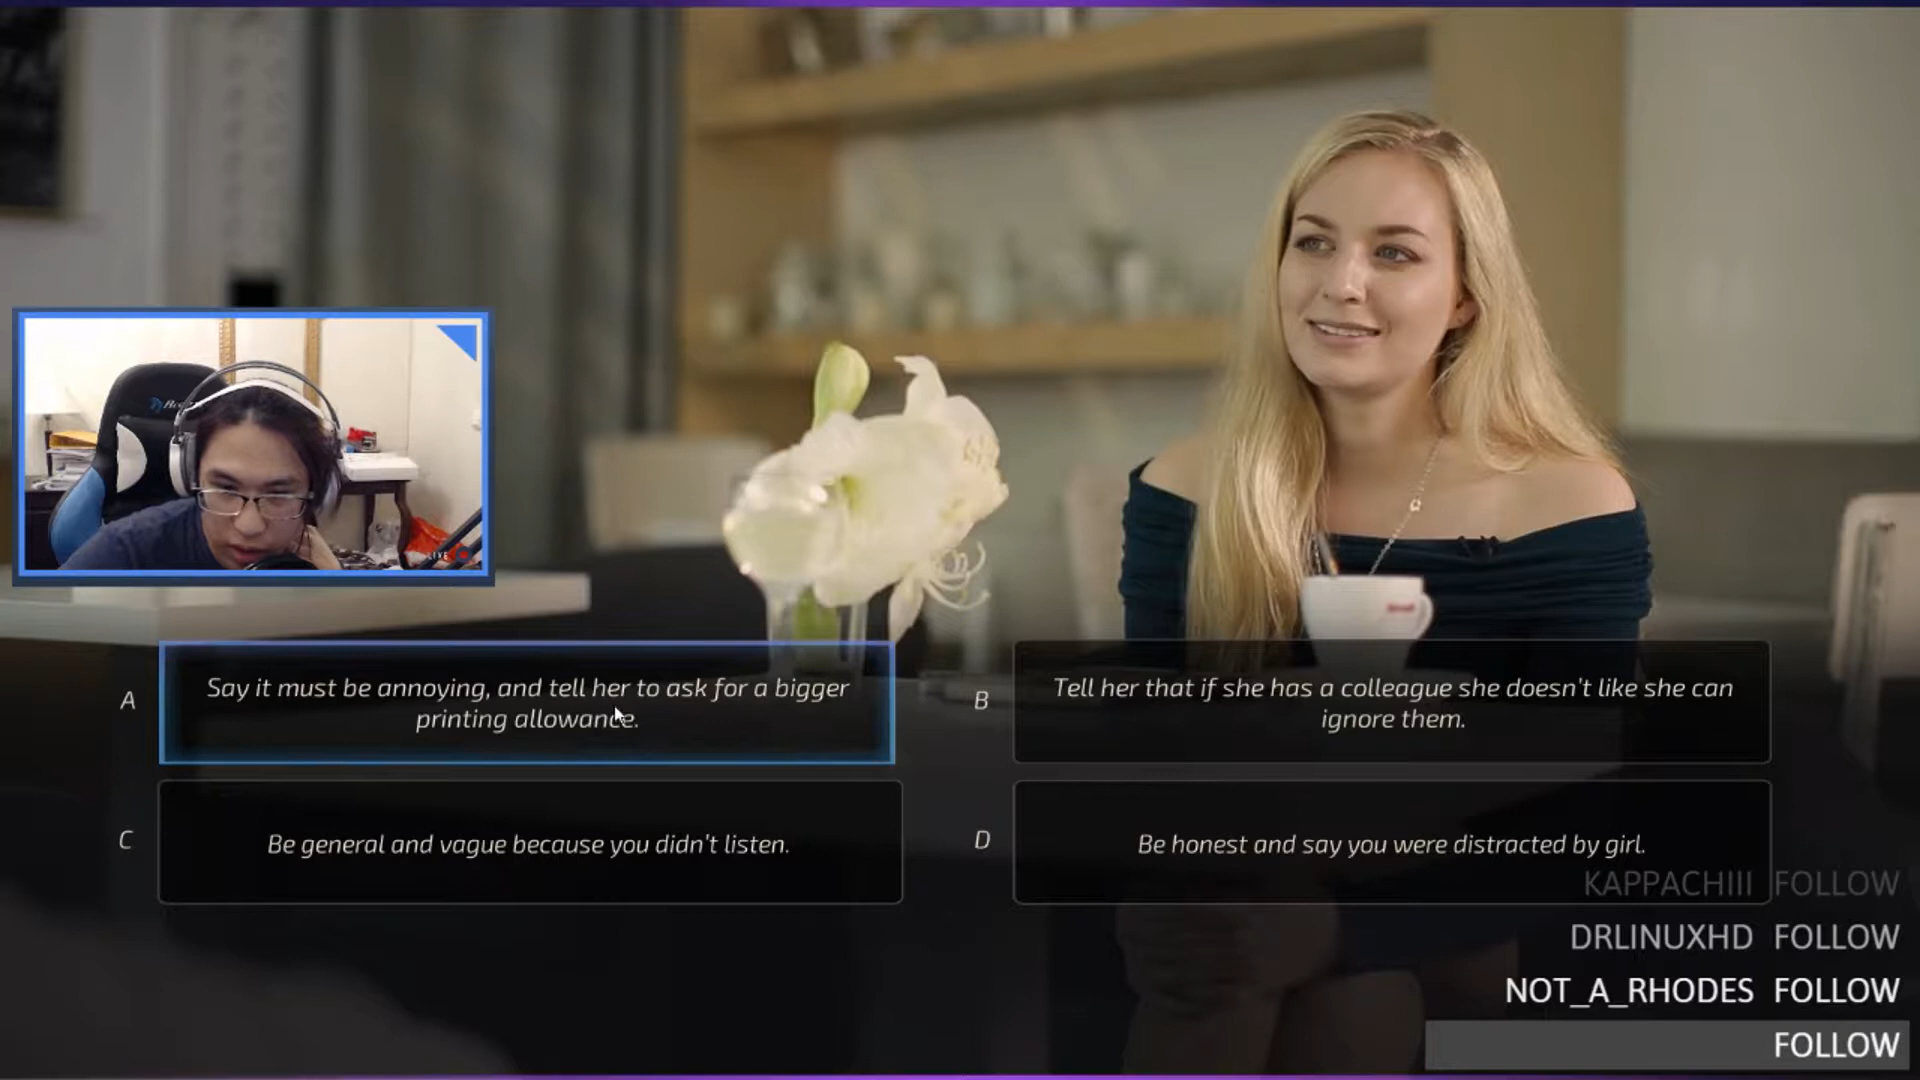 LIVE
A
Say it must be annoying, and tell her to ask for a bigger
printing allowance.
B
Tell her that if she has a colleague she doesn't like she can
ignore them.
C
Be general and vague because you didn't listen.
D
Be honest and say you were distracted by girl.
KAPPACHIII FOLLOW
DRLINUXHD FOLLOW
NOT_A_RHODES FOLLOW
FOLLOW